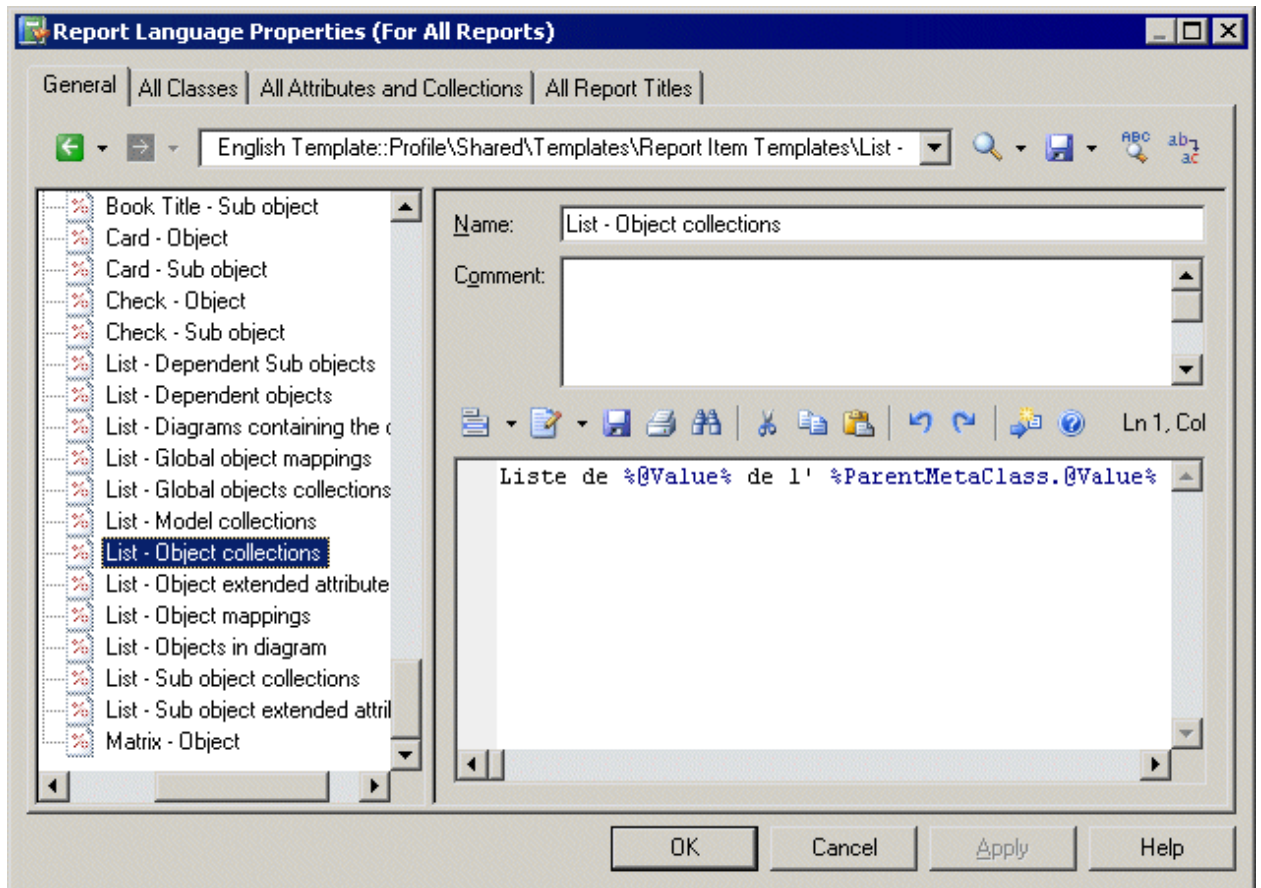 Report Language Properties (For All Reports)
General All Classes All Attributes and Collections All Report Titles
English Template::Profile\Shared\Templates\Report Item Templates\List -
Book Title - Sub object
Card - Object
Card - Sub object
Check - Object
Check - Sub object
List - Dependent Sub objects
List - Dependent objects
List - Diagrams containing the
List - Global object mappings
List - Global objects collections
List - Model collections
List - Object collections
List - Object extended attribute
List - Object mappings
List - Objects in diagram
List - Sub object collections
List - Sub object extended
Matrix - Object
Name: List - Object collections
Comment:
Ln 1, Col
Liste de %@Value% de l' %ParentMetaClass.@Value%
OK Cancel Apply Help